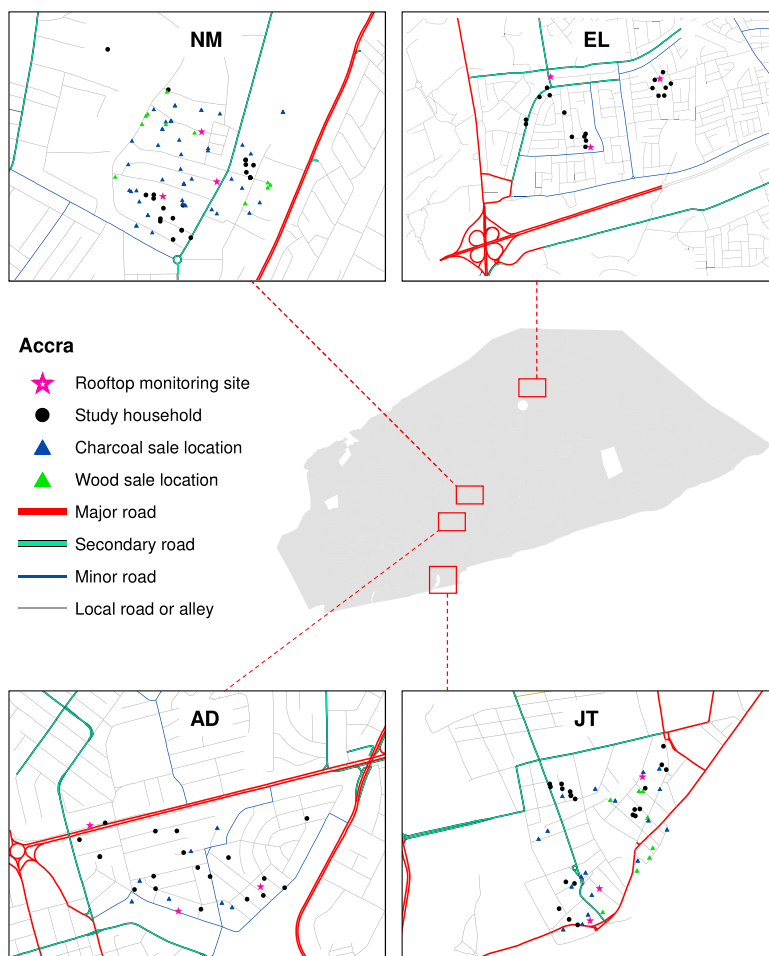 NM
EL
Accra
Rooftop monitoring site
Study household
Charcoal sale location
Wood sale location
Major road
Secondary road
Minor road
Local road or alley
AD
JT